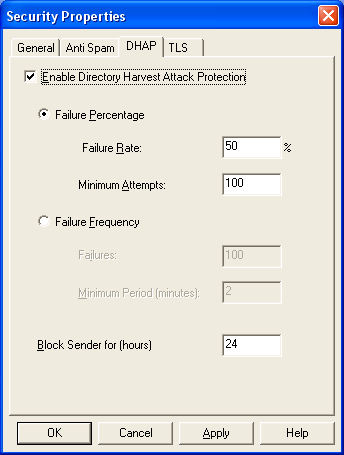 Security Properties
General Anti Spam DHAP TLS
Enable Directory Harvest Attack Protection
Failure Percentage
Failure Rate: 50 %
Minimum Attempts: 100
Failure Frequency
Failures: 100
Minimum Period (minutes): 2
Block Sender for (hours) 24
OK Cancel Apply Help